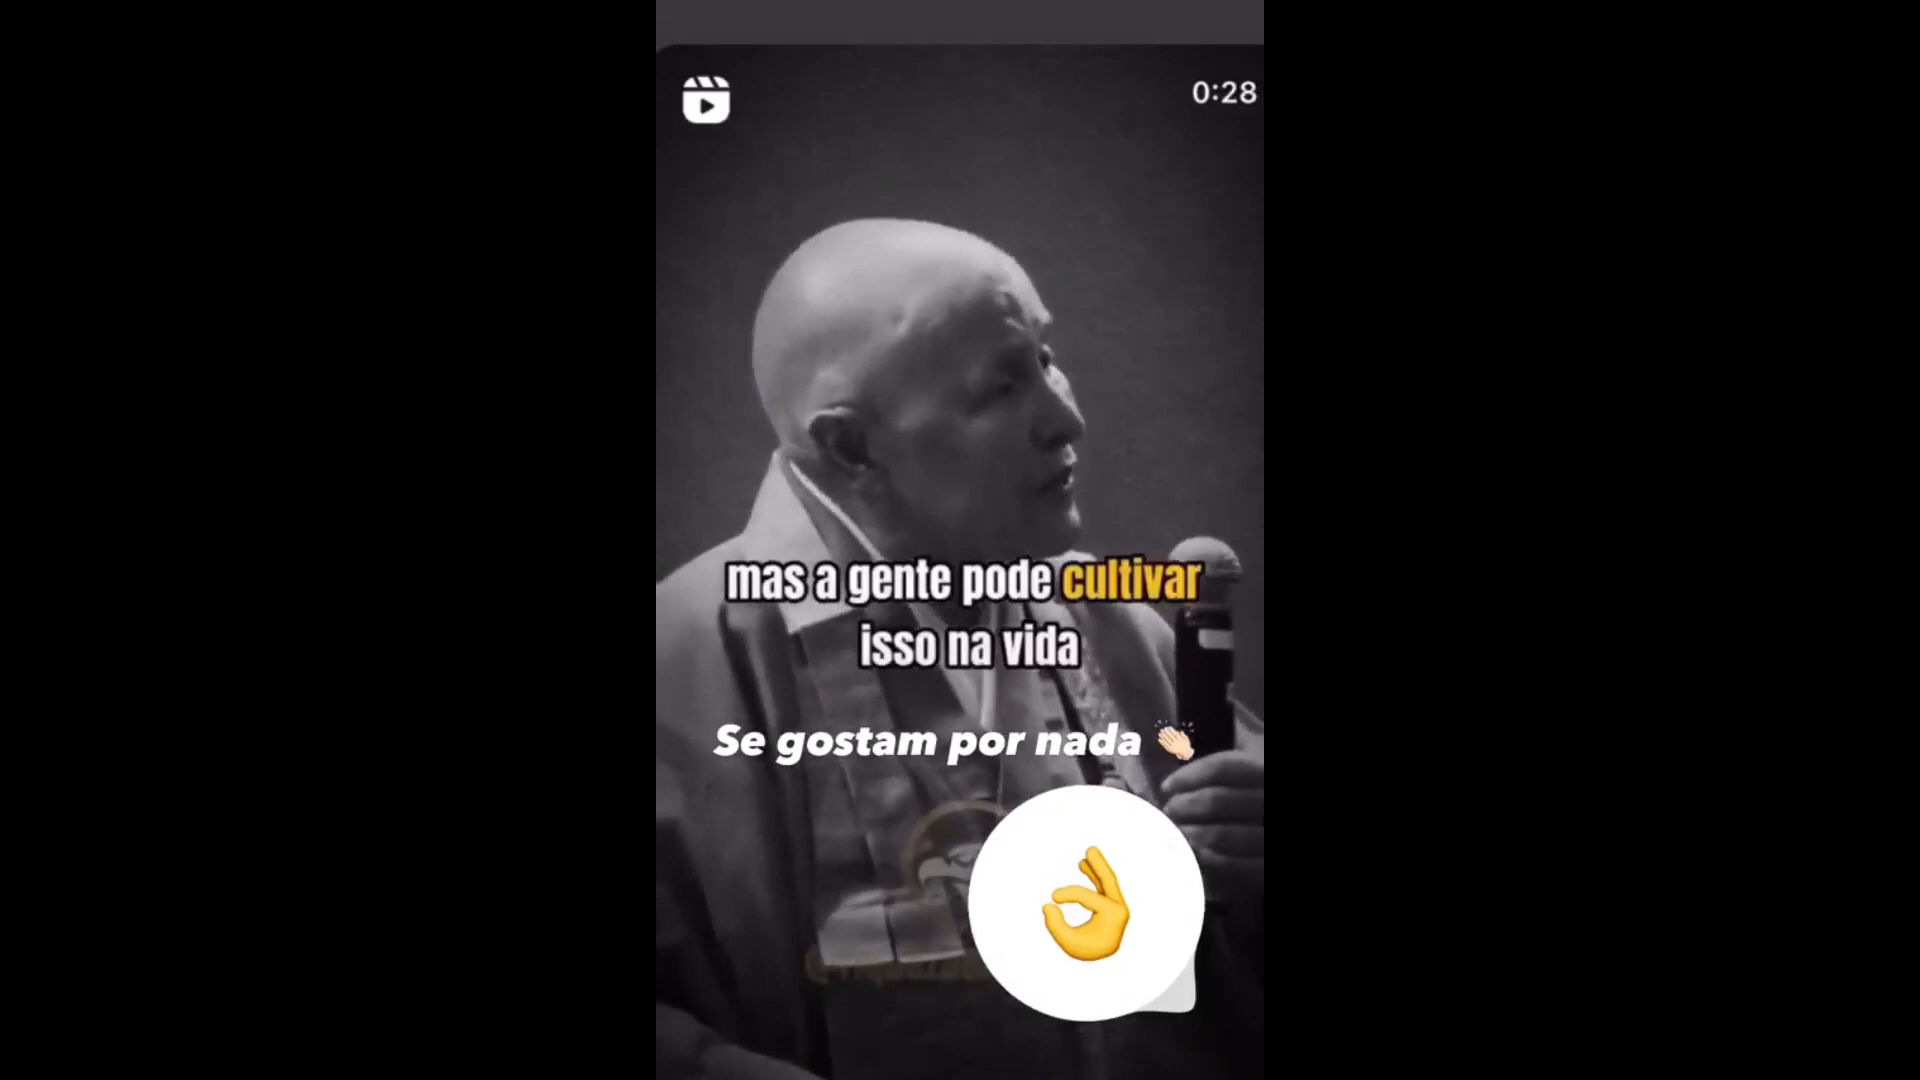 0:28
mas a gente pode cultivar
isso na vida
Se gostam por nada 👏🏻